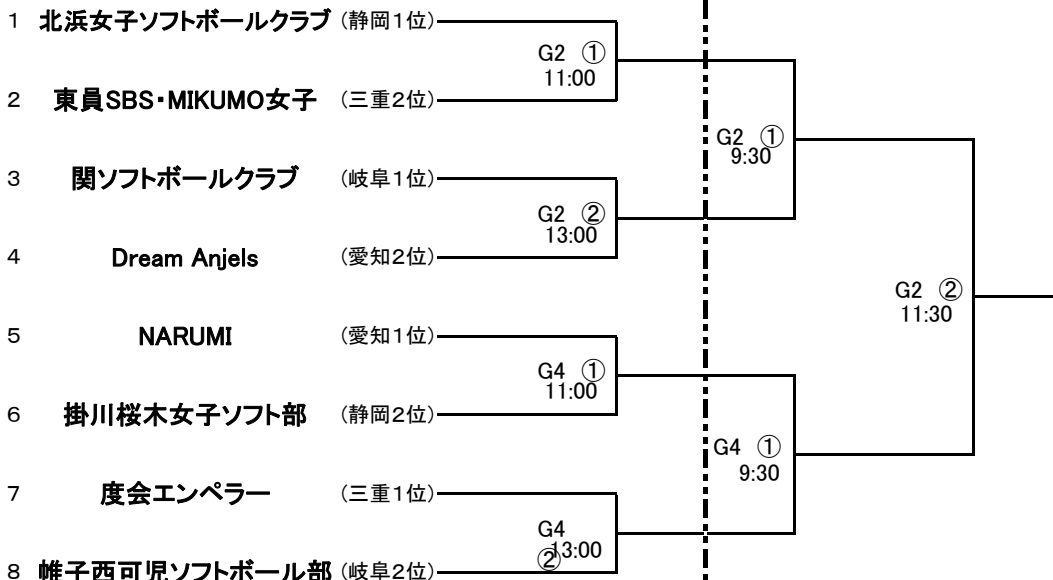 1 北浜女子ソフトボールクラブ (静岡1位)
G2 ①
11:00
2 東員SBS・MIKUMO女子 (三重2位)
G2 ①
9:30
3 関ソフトボールクラブ (岐阜1位)
G2 ②
13:00
4 Dream Anjels (愛知2位)
G2 ②
11:30
5 NARUMI (愛知1位)
G4 ①
11:00
6 掛川桜木女子ソフト部 (静岡2位)
G4 ①
9:30
7 度会エンペラー (三重1位)
G4
②13:00
8 帷子西可児ソフトボール部 (岐阜2位)